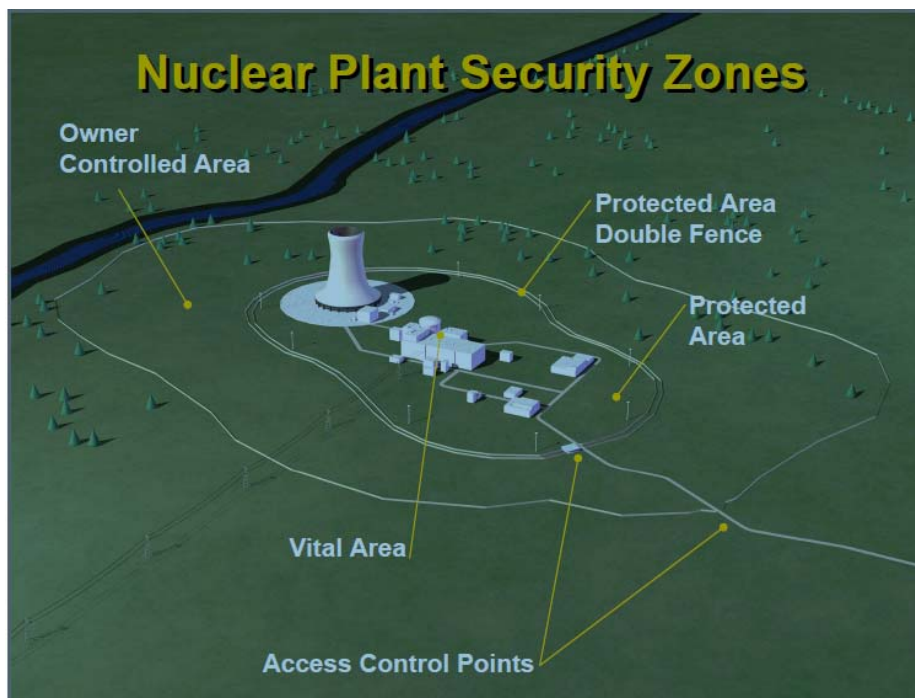 Nuclear Plant Security Zones
Owner
Controlled Area
Protected Area
Double Fence
Protected
Area
Vital Area
Access Control Points